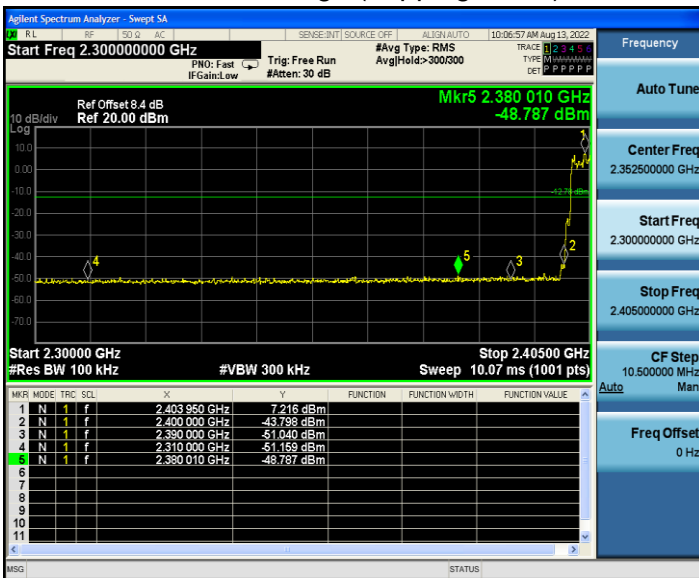 Agilent Spectrum Analyzer - Swept SA
RL RF 50 Ω AC SENSE:INT SOURCE OFF ALIGN AUTO 10:06:57 AM Aug 13, 2022
Start Freq 2.300000000 GHz
PNO: Fast
IFGain:Low
Trig: Free Run
#Atten: 30 dB
#Avg Type: RMS
Avg|Hold:>300/300
TRACE 1 2 3 4 5 6
TYPE M
DET P P P P P P
Ref Offset 8.4 dB
10 dB/div Ref 20.00 dBm
Log
Mkr5 2.380 010 GHz
-48.787 dBm
10.0
0.00
-10.0
-20.0
-30.0
-40.0
-50.0
-60.0
-70.0
-12.78 dBm
1
2
3
4
5
Start 2.30000 GHz Stop 2.40500 GHz
#Res BW 100 kHz #VBW 300 kHz Sweep 10.07 ms (1001 pts)
MKR MODE TRC SCL X Y FUNCTION FUNCTION WIDTH FUNCTION VALUE
1 N 1 f 2.403 950 GHz 7.216 dBm
2 N 1 f 2.400 000 GHz -43.798 dBm
3 N 1 f 2.390 000 GHz -51.040 dBm
4 N 1 f 2.310 000 GHz -51.159 dBm
5 N 1 f 2.380 010 GHz -48.787 dBm
6
7
8
9
10
11
MSG STATUS
Frequency
Auto Tune
Center Freq
2.352500000 GHz
Start Freq
2.300000000 GHz
Stop Freq
2.405000000 GHz
CF Step
10.500000 MHz
Auto Man
Freq Offset
0 Hz